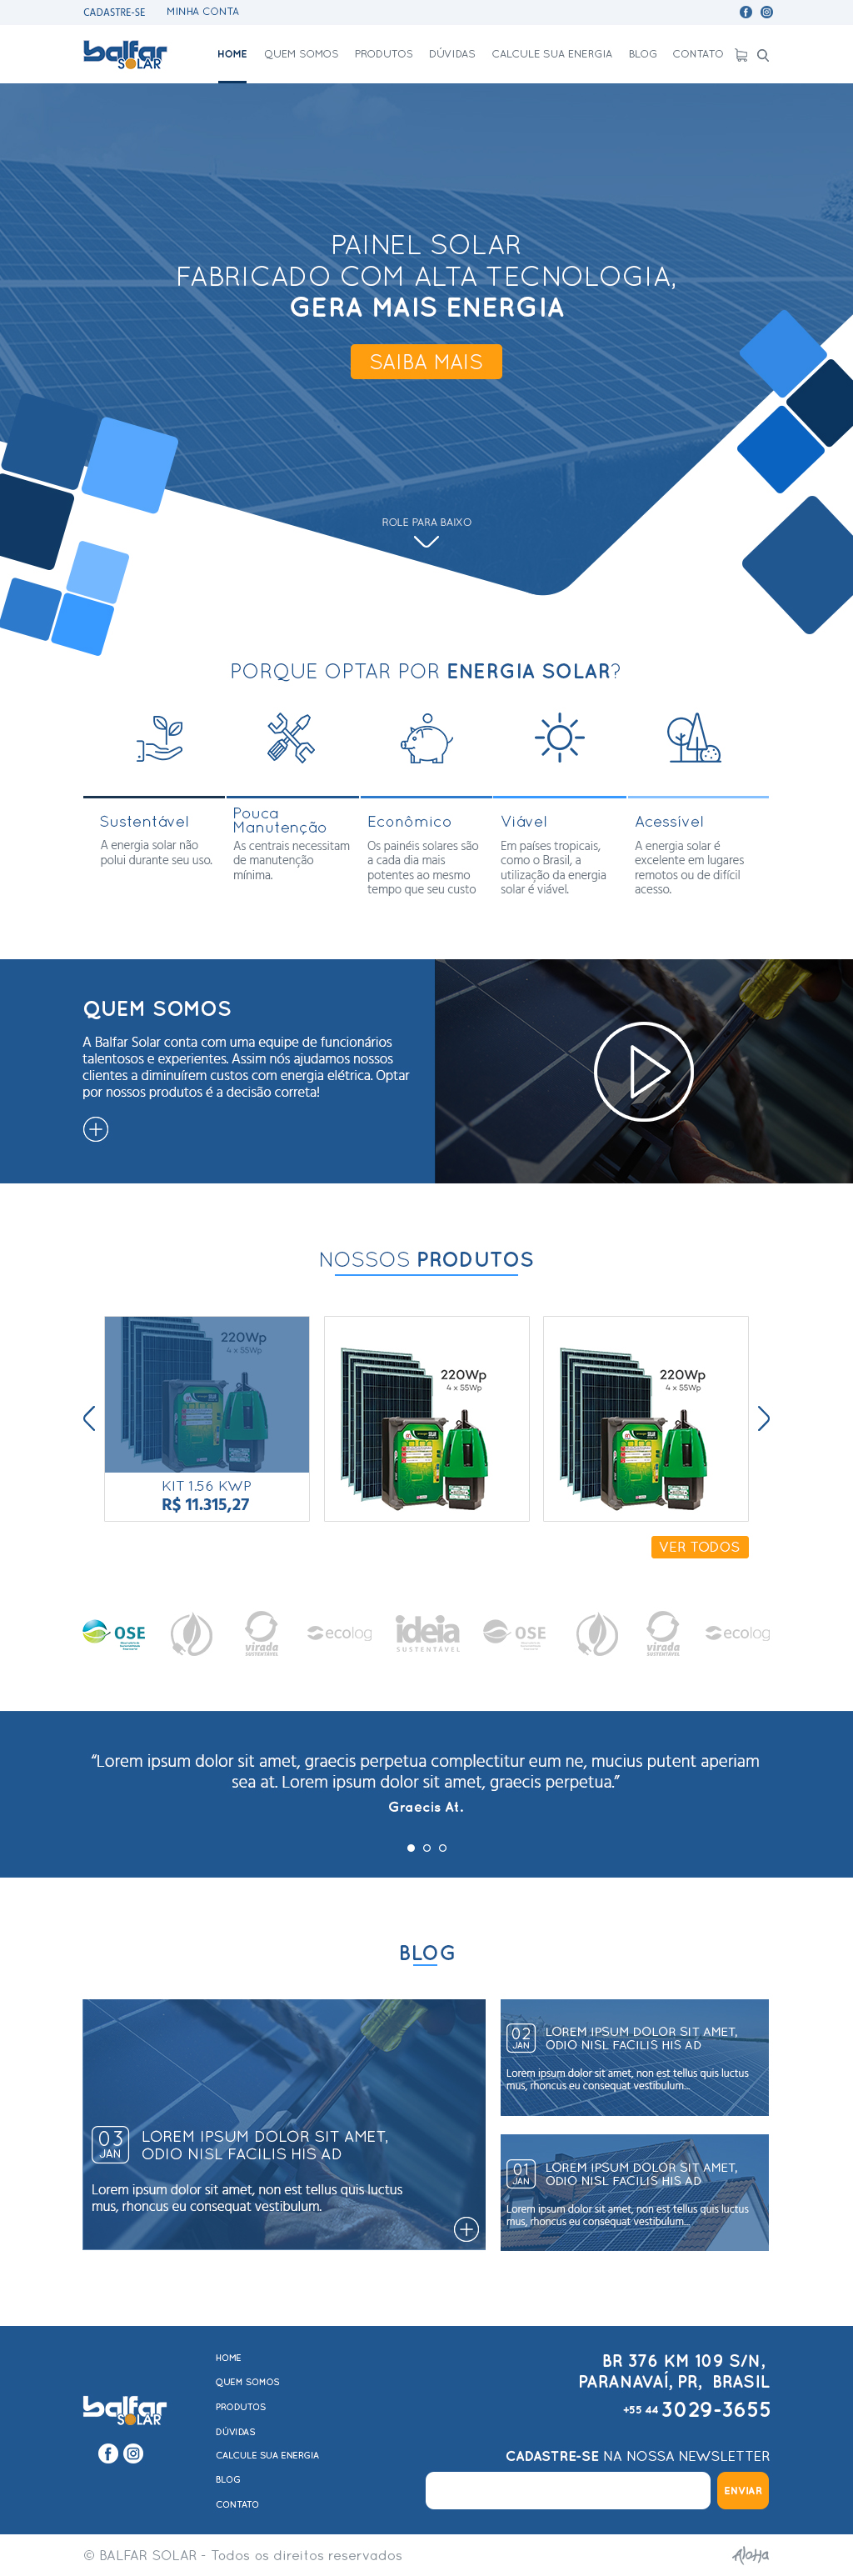 CADASTRE-SE MINHA CONTA
balfar SOLAR
HOME QUEM SOMOS PRODUTOS DÚVIDAS CALCULE SUA ENERGIA BLOG CONTATO
PAINEL SOLAR
FABRICADO COM ALTA TECNOLOGIA,
GERA MAIS ENERGIA
SAIBA MAIS
ROLE PARA BAIXO
PORQUE OPTAR POR ENERGIA SOLAR?
Sustentável
A energia solar não
polui durante seu uso.
Pouca
Manutenção
As centrais necessitam
de manutenção
mínima.
Econômico
Os painéis solares são
a cada dia mais
potentes ao mesmo
tempo que seu custo
Viável
Em países tropicais,
como o Brasil, a
utilização da energia
solar é viável.
Acessível
A energia solar é
excelente em lugares
remotos ou de difícil
acesso.
QUEM SOMOS
A Balfar Solar conta com uma equipe de funcionários
talentosos e experientes. Assim nós ajudamos nossos
clientes a diminuírem custos com energia elétrica. Optar
por nossos produtos é a decisão correta!
NOSSOS PRODUTOS
220Wp
4 x 55Wp
KIT 1.56 KWP
R$ 11.315,27
220Wp
4 x 55Wp
220Wp
4 x 55Wp
VER TODOS
OSE
virada
SUSTENTÁVEL
ecolog
ideia
SUSTENTÁVEL
OSE
virada
SUSTENTÁVEL
ecolog
“Lorem ipsum dolor sit amet, graecis perpetua complectitur eum ne, mucius putent aperiam
sea at. Lorem ipsum dolor sit amet, graecis perpetua.”
Graecis At.
BLOG
03
JAN
LOREM IPSUM DOLOR SIT AMET,
ODIO NISL FACILIS HIS AD
Lorem ipsum dolor sit amet, non est tellus quis luctus
mus, rhoncus eu consequat vestibulum.
02
JAN
LOREM IPSUM DOLOR SIT AMET,
ODIO NISL FACILIS HIS AD
Lorem ipsum dolor sit amet, non est tellus quis luctus
mus, rhoncus eu consequat vestibulum...
01
JAN
LOREM IPSUM DOLOR SIT AMET,
ODIO NISL FACILIS HIS AD
Lorem ipsum dolor sit amet, non est tellus quis luctus
mus, rhoncus eu consequat vestibulum...
balfar SOLAR
HOME
QUEM SOMOS
PRODUTOS
DÚVIDAS
CALCULE SUA ENERGIA
BLOG
CONTATO
BR 376 KM 109 S/N,
PARANAVAÍ, PR, BRASIL
+55 44 3029-3655
CADASTRE-SE NA NOSSA NEWSLETTER
ENVIAR
© BALFAR SOLAR - Todos os direitos reservados
Aloha